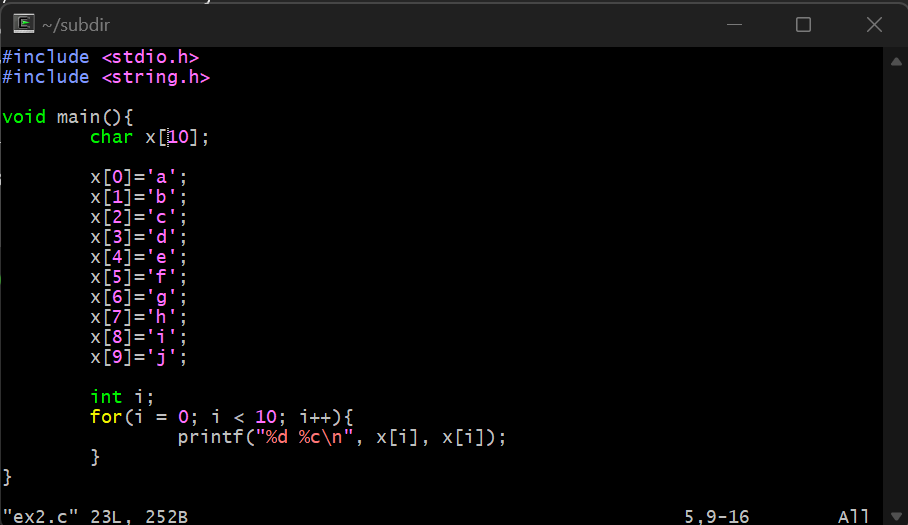 ~/subdir
#include <stdio.h>
#include <string.h>
void main(){
char x[10];
x[0]='a';
x[1]='b';
x[2]='c';
x[3]='d';
x[4]='e';
x[5]='f';
x[6]='g';
x[7]='h';
x[8]='i';
x[9]='j';
int i;
for(i = 0; i < 10; i++){
printf("%d %c\n", x[i], x[i]);
}
}
"ex2.c" 23L, 252B 5,9-16 All